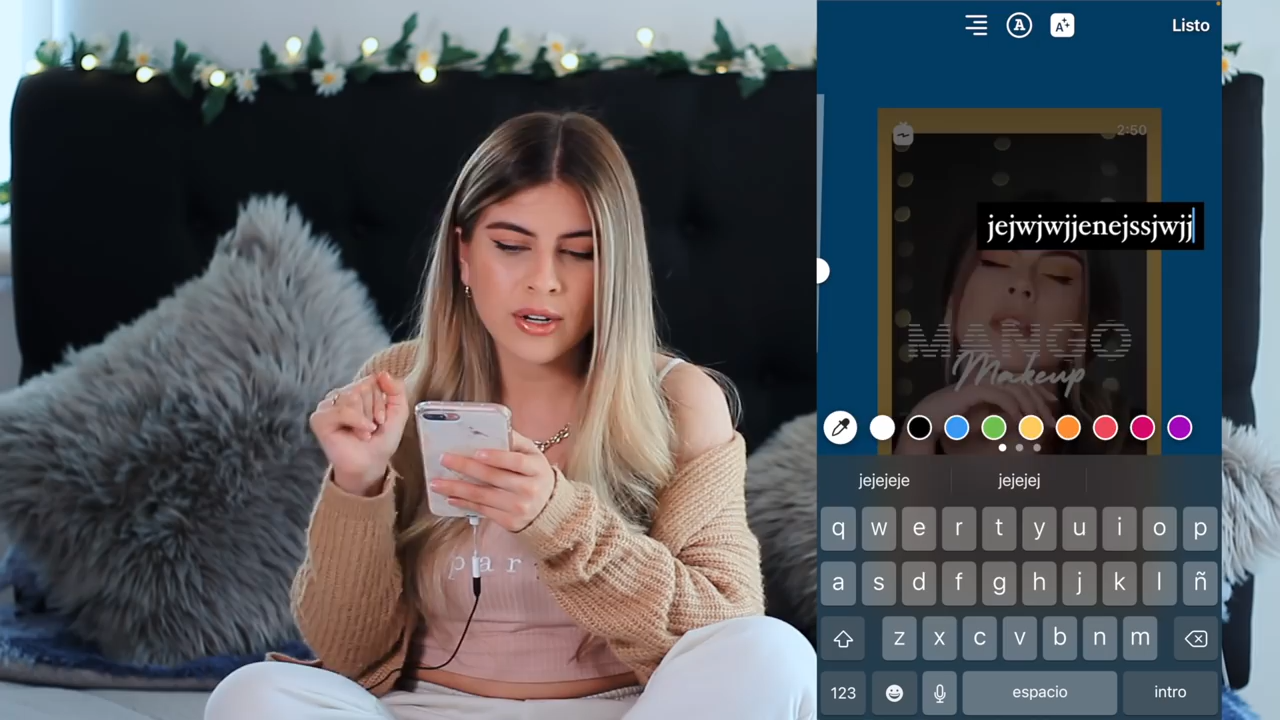 Listo
2:50
jejwjwjjenejssjwjj
MANGO
Makeup
jejejeje jejejej
q w e r t y u i o p
a s d f g h j k l ñ
z x c v b n m
123 espacio intro
par